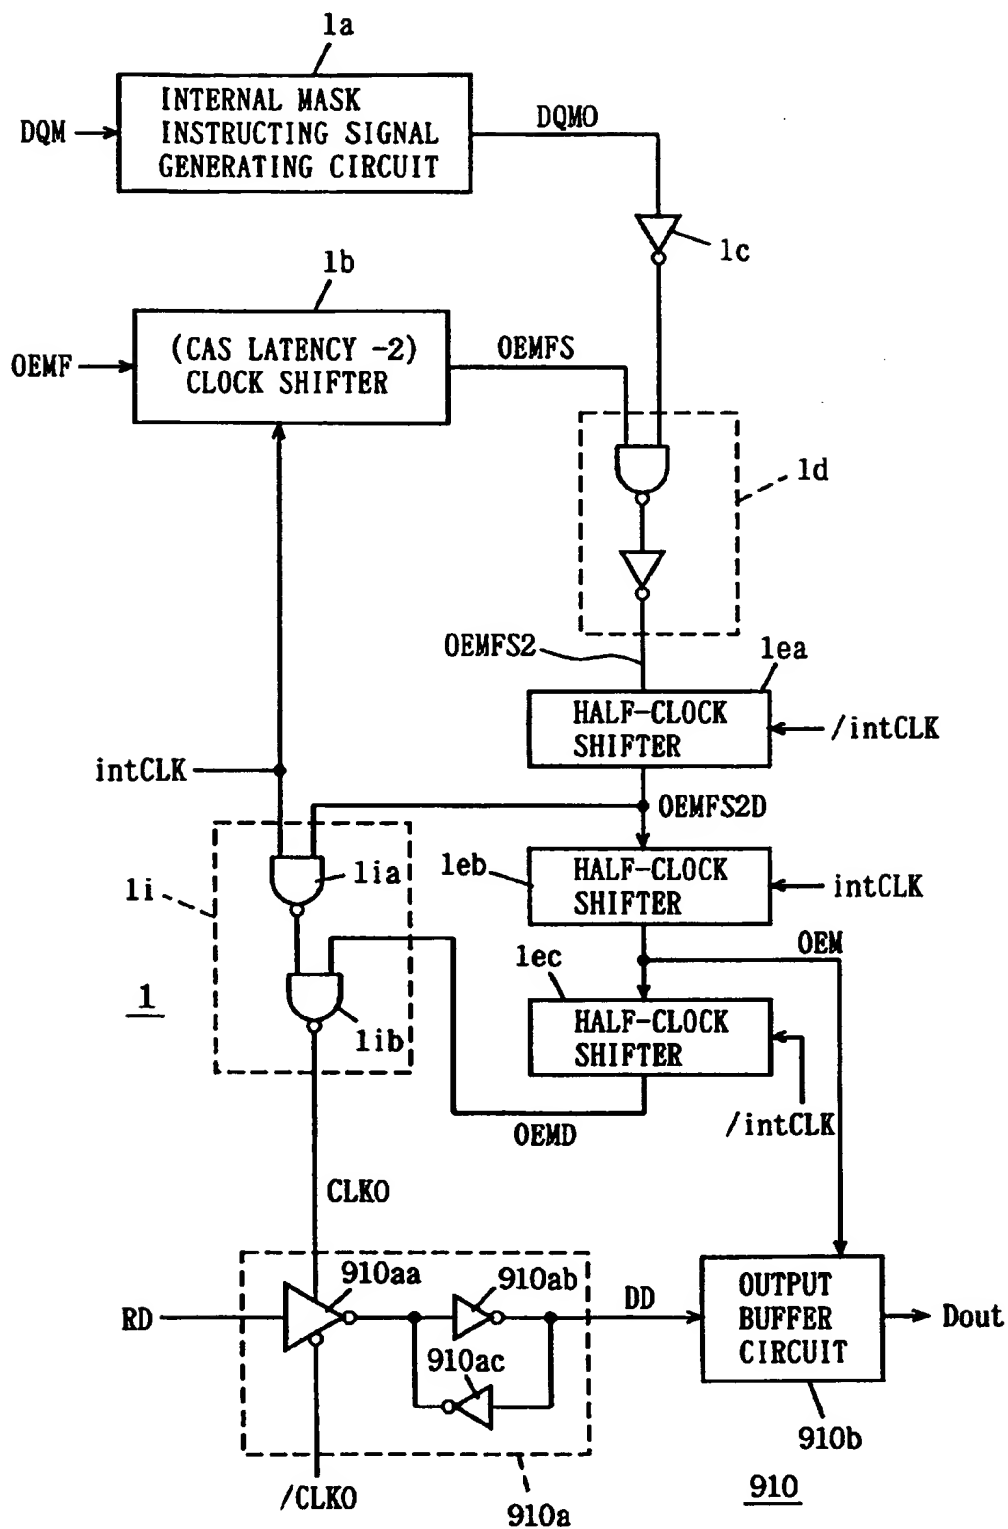 1a
INTERNAL MASK
INSTRUCTING SIGNAL
GENERATING CIRCUIT
DQM
DQMO
1c
1b
(CAS LATENCY -2)
CLOCK SHIFTER
OEMF
OEMFS
1d
OEMFS2
1ea
HALF-CLOCK
SHIFTER
/intCLK
intCLK
OEMFS2D
1eb
HALF-CLOCK
SHIFTER
intCLK
1i
1ia
OEM
1ec
HALF-CLOCK
SHIFTER
1
1ib
/intCLK
OEMD
CLKO
910aa
910ab
RD
DD
OUTPUT
BUFFER
CIRCUIT
Dout
910ac
910b
/CLKO
910a
910